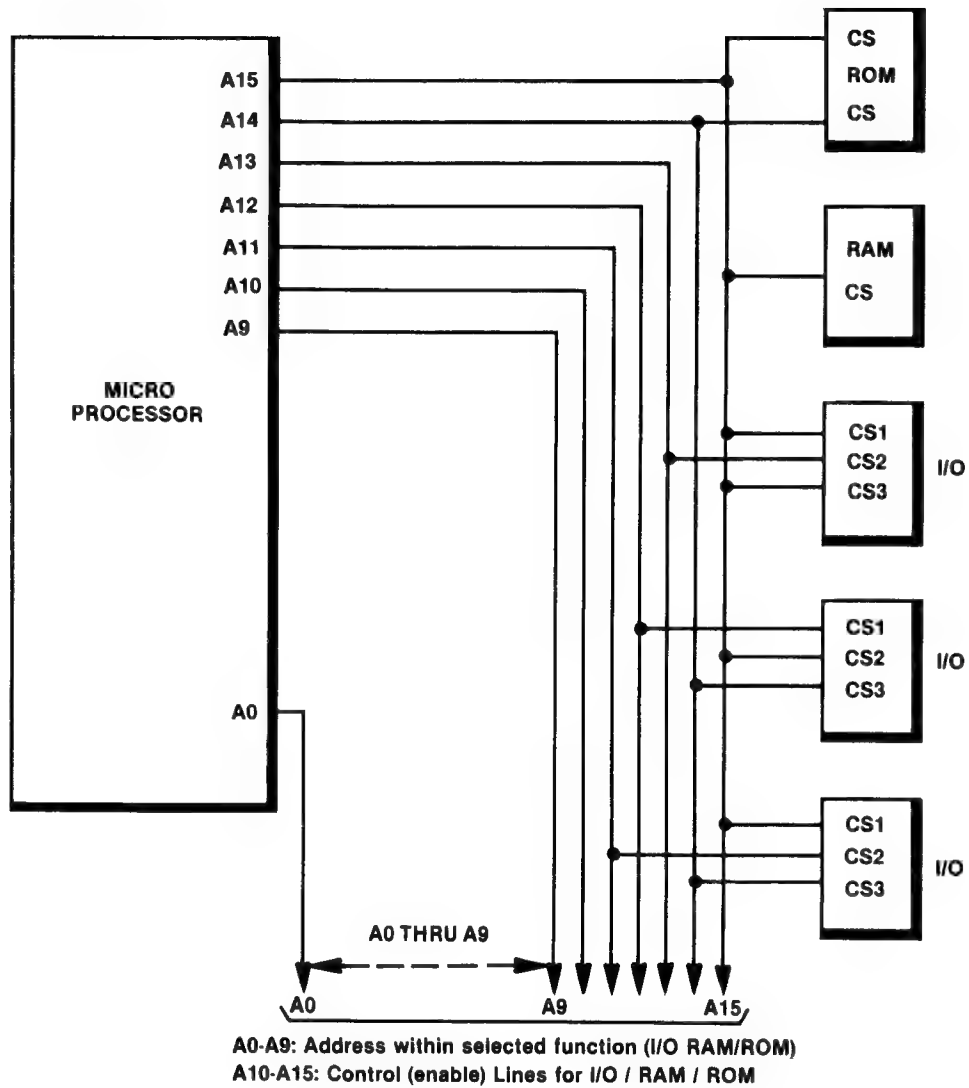 CS
ROM
CS
A15
A14
A13
A12
A11
A10
A9
RAM
CS
MICRO
PROCESSOR
CS1
CS2
CS3
I/O
CS1
CS2
CS3
I/O
A0
CS1
CS2
CS3
I/O
A0 THRU A9
A0
A9
A15
A0-A9: Address within selected function (I/O RAM/ROM)
A10-A15: Control (enable) Lines for I/O / RAM / ROM